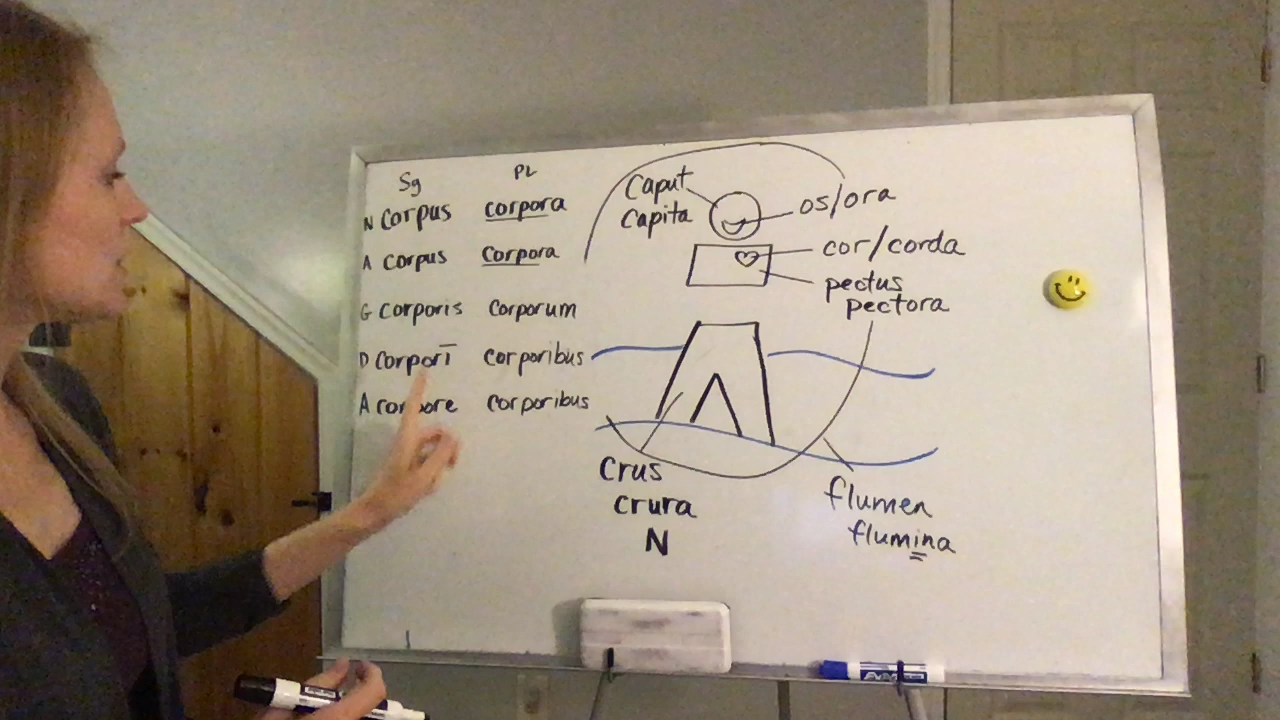 Sg PL
N Corpus corpora
A Corpus Corpora
G Corporis Corporum
D Corporī Corporibus
A corpore Corporibus
Caput
Capita
os/ora
cor/corda
pectus
pectora
Crus
Crura
N
flumen
flumina